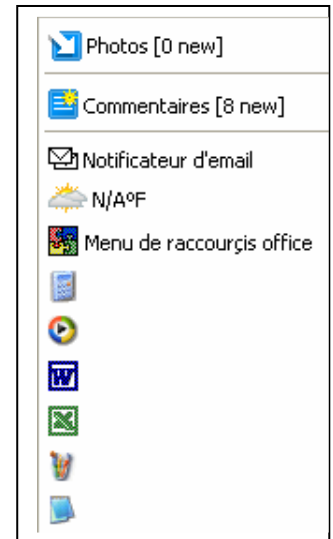 Photos [0 new]
Commentaires [8 new]
Notificateur d'email
N/AºF
Menu de raccourçis office